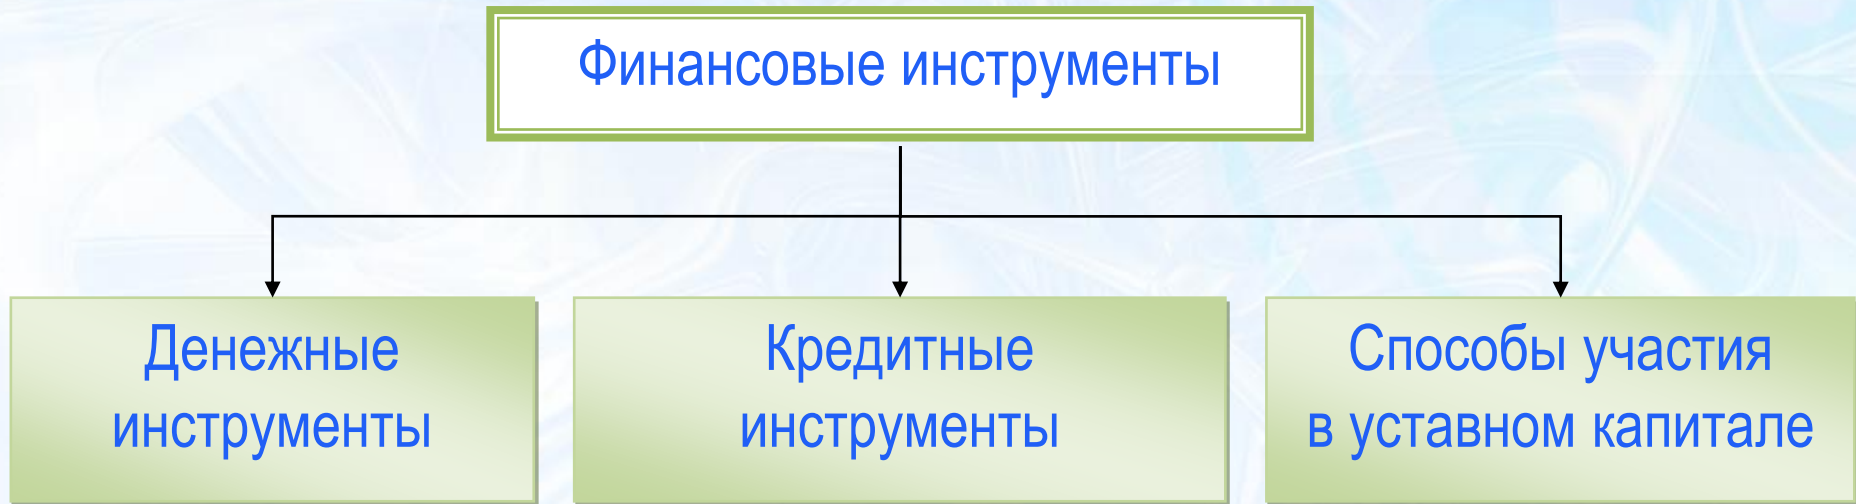 Финансовые инструменты
Денежные
инструменты
Кредитные
инструменты
Способы участия
в уставном капитале